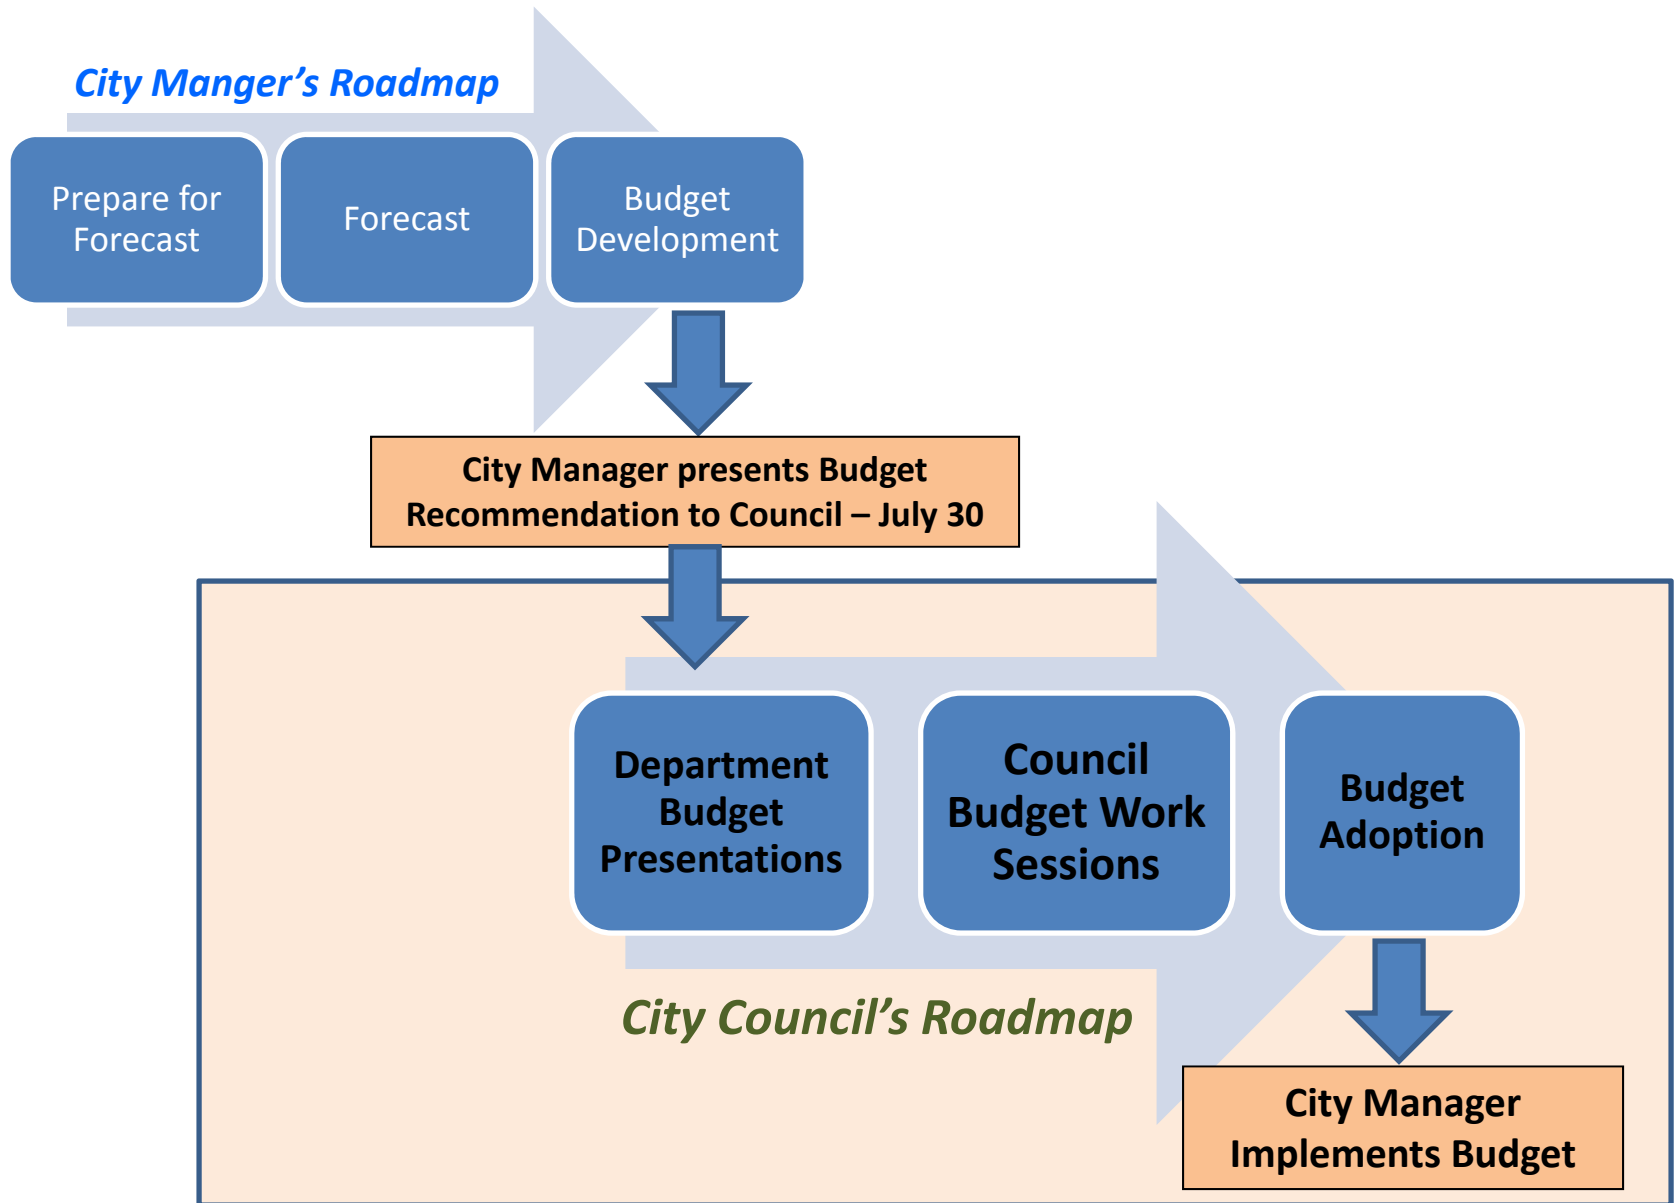 City Manger’s Roadmap
Prepare for
Forecast
Forecast
Budget
Development
City Manager presents Budget
Recommendation to Council – July 30
Department
Budget
Presentations
Council
Budget Work
Sessions
Budget
Adoption
City Council’s Roadmap
City Manager
Implements Budget